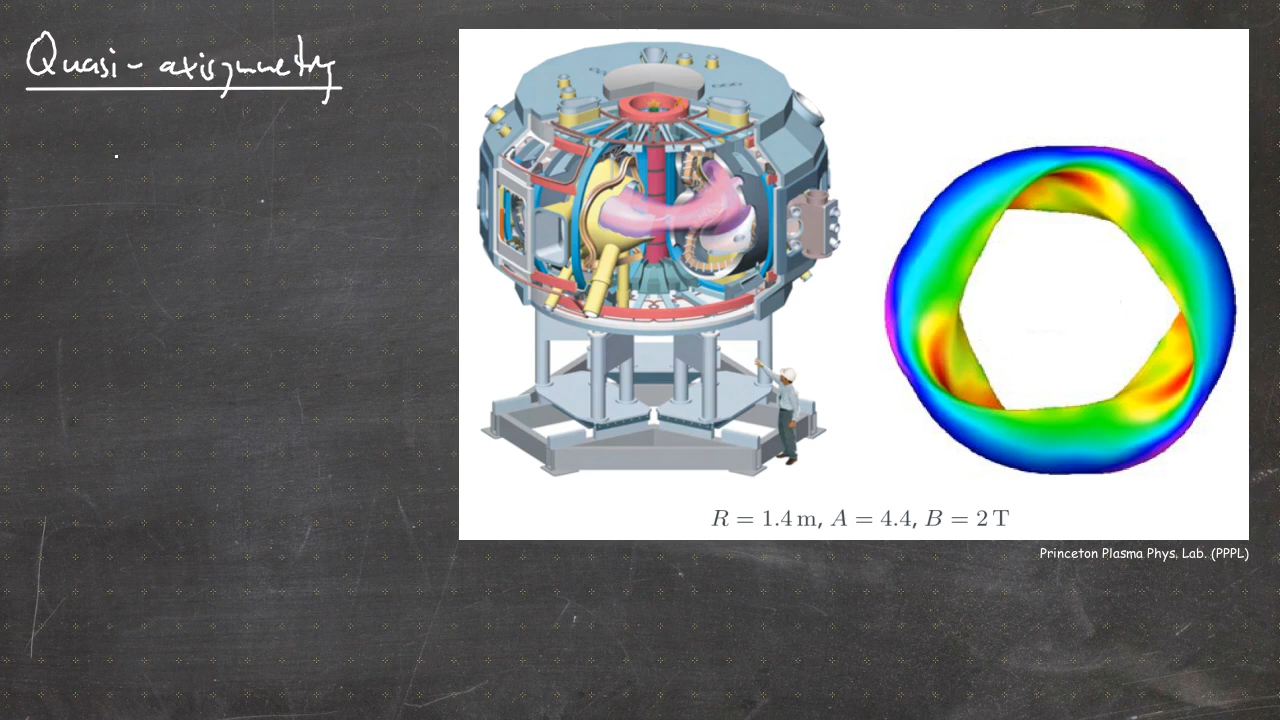 Quasi-axisymmetry
R = 1.4 m, A = 4.4, B = 2 T
Princeton Plasma Phys. Lab. (PPPL)